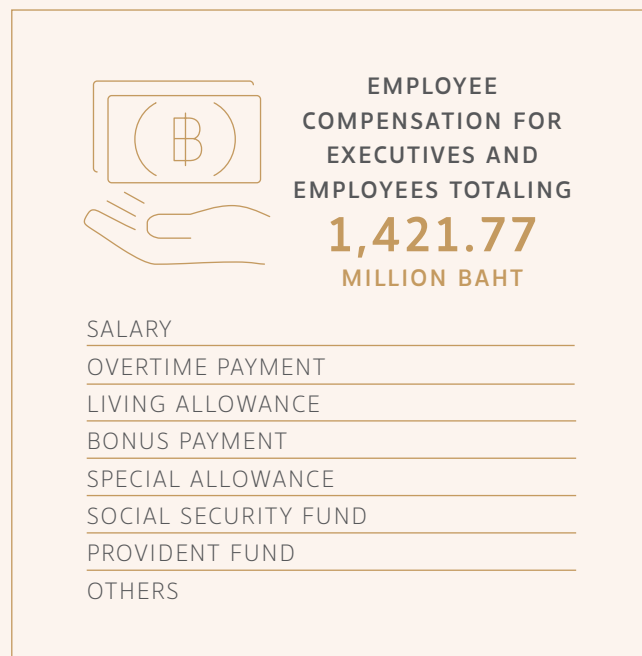 EMPLOYEE
COMPENSATION FOR
EXECUTIVES AND
EMPLOYEES TOTALING
1,421.77
MILLION BAHT
SALARY
OVERTIME PAYMENT
LIVING ALLOWANCE
BONUS PAYMENT
SPECIAL ALLOWANCE
SOCIAL SECURITY FUND
PROVIDENT FUND
OTHERS